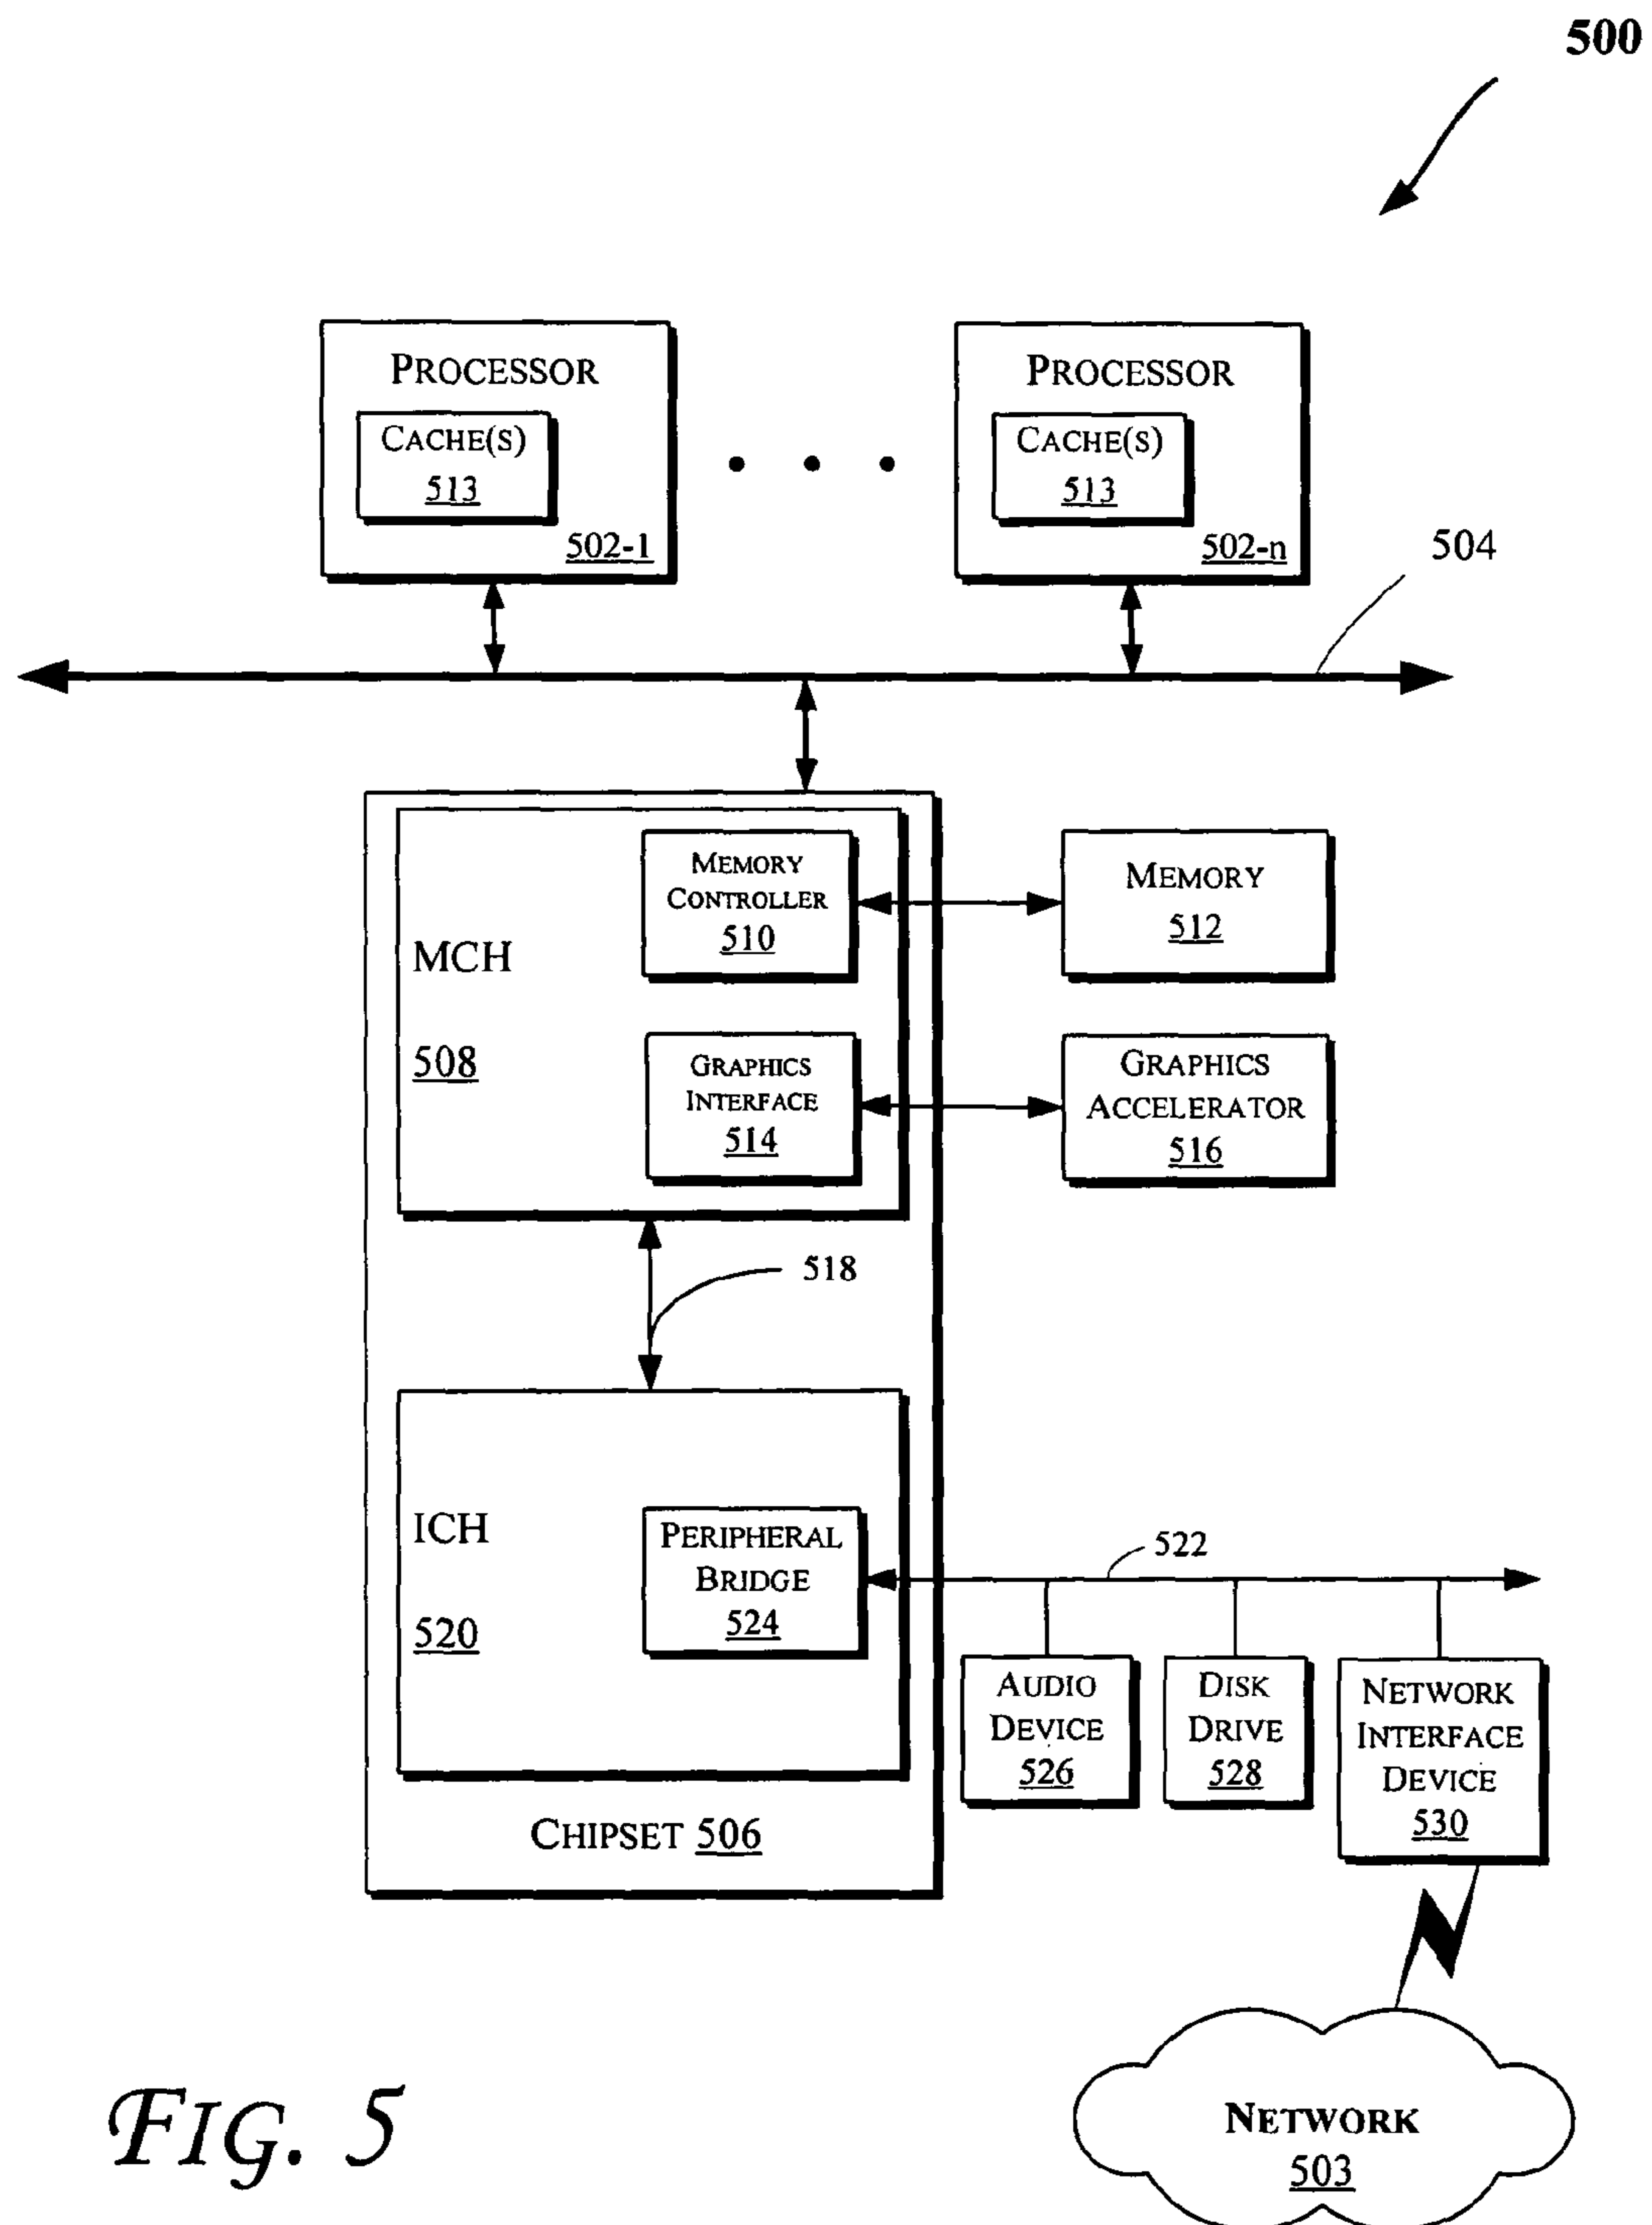 500
PROCESSOR
CACHE(S)
513
502-1
PROCESSOR
CACHE(S)
513
502-n
504
MEMORY
CONTROLLER
510
MEMORY
512
MCH
508
GRAPHICS
INTERFACE
514
GRAPHICS
ACCELERATOR
516
518
ICH
520
PERIPHERAL
BRIDGE
524
522
AUDIO
DEVICE
526
DISK
DRIVE
528
NETWORK
INTERFACE
DEVICE
530
CHIPSET 506
NETWORK
503
FIG. 5